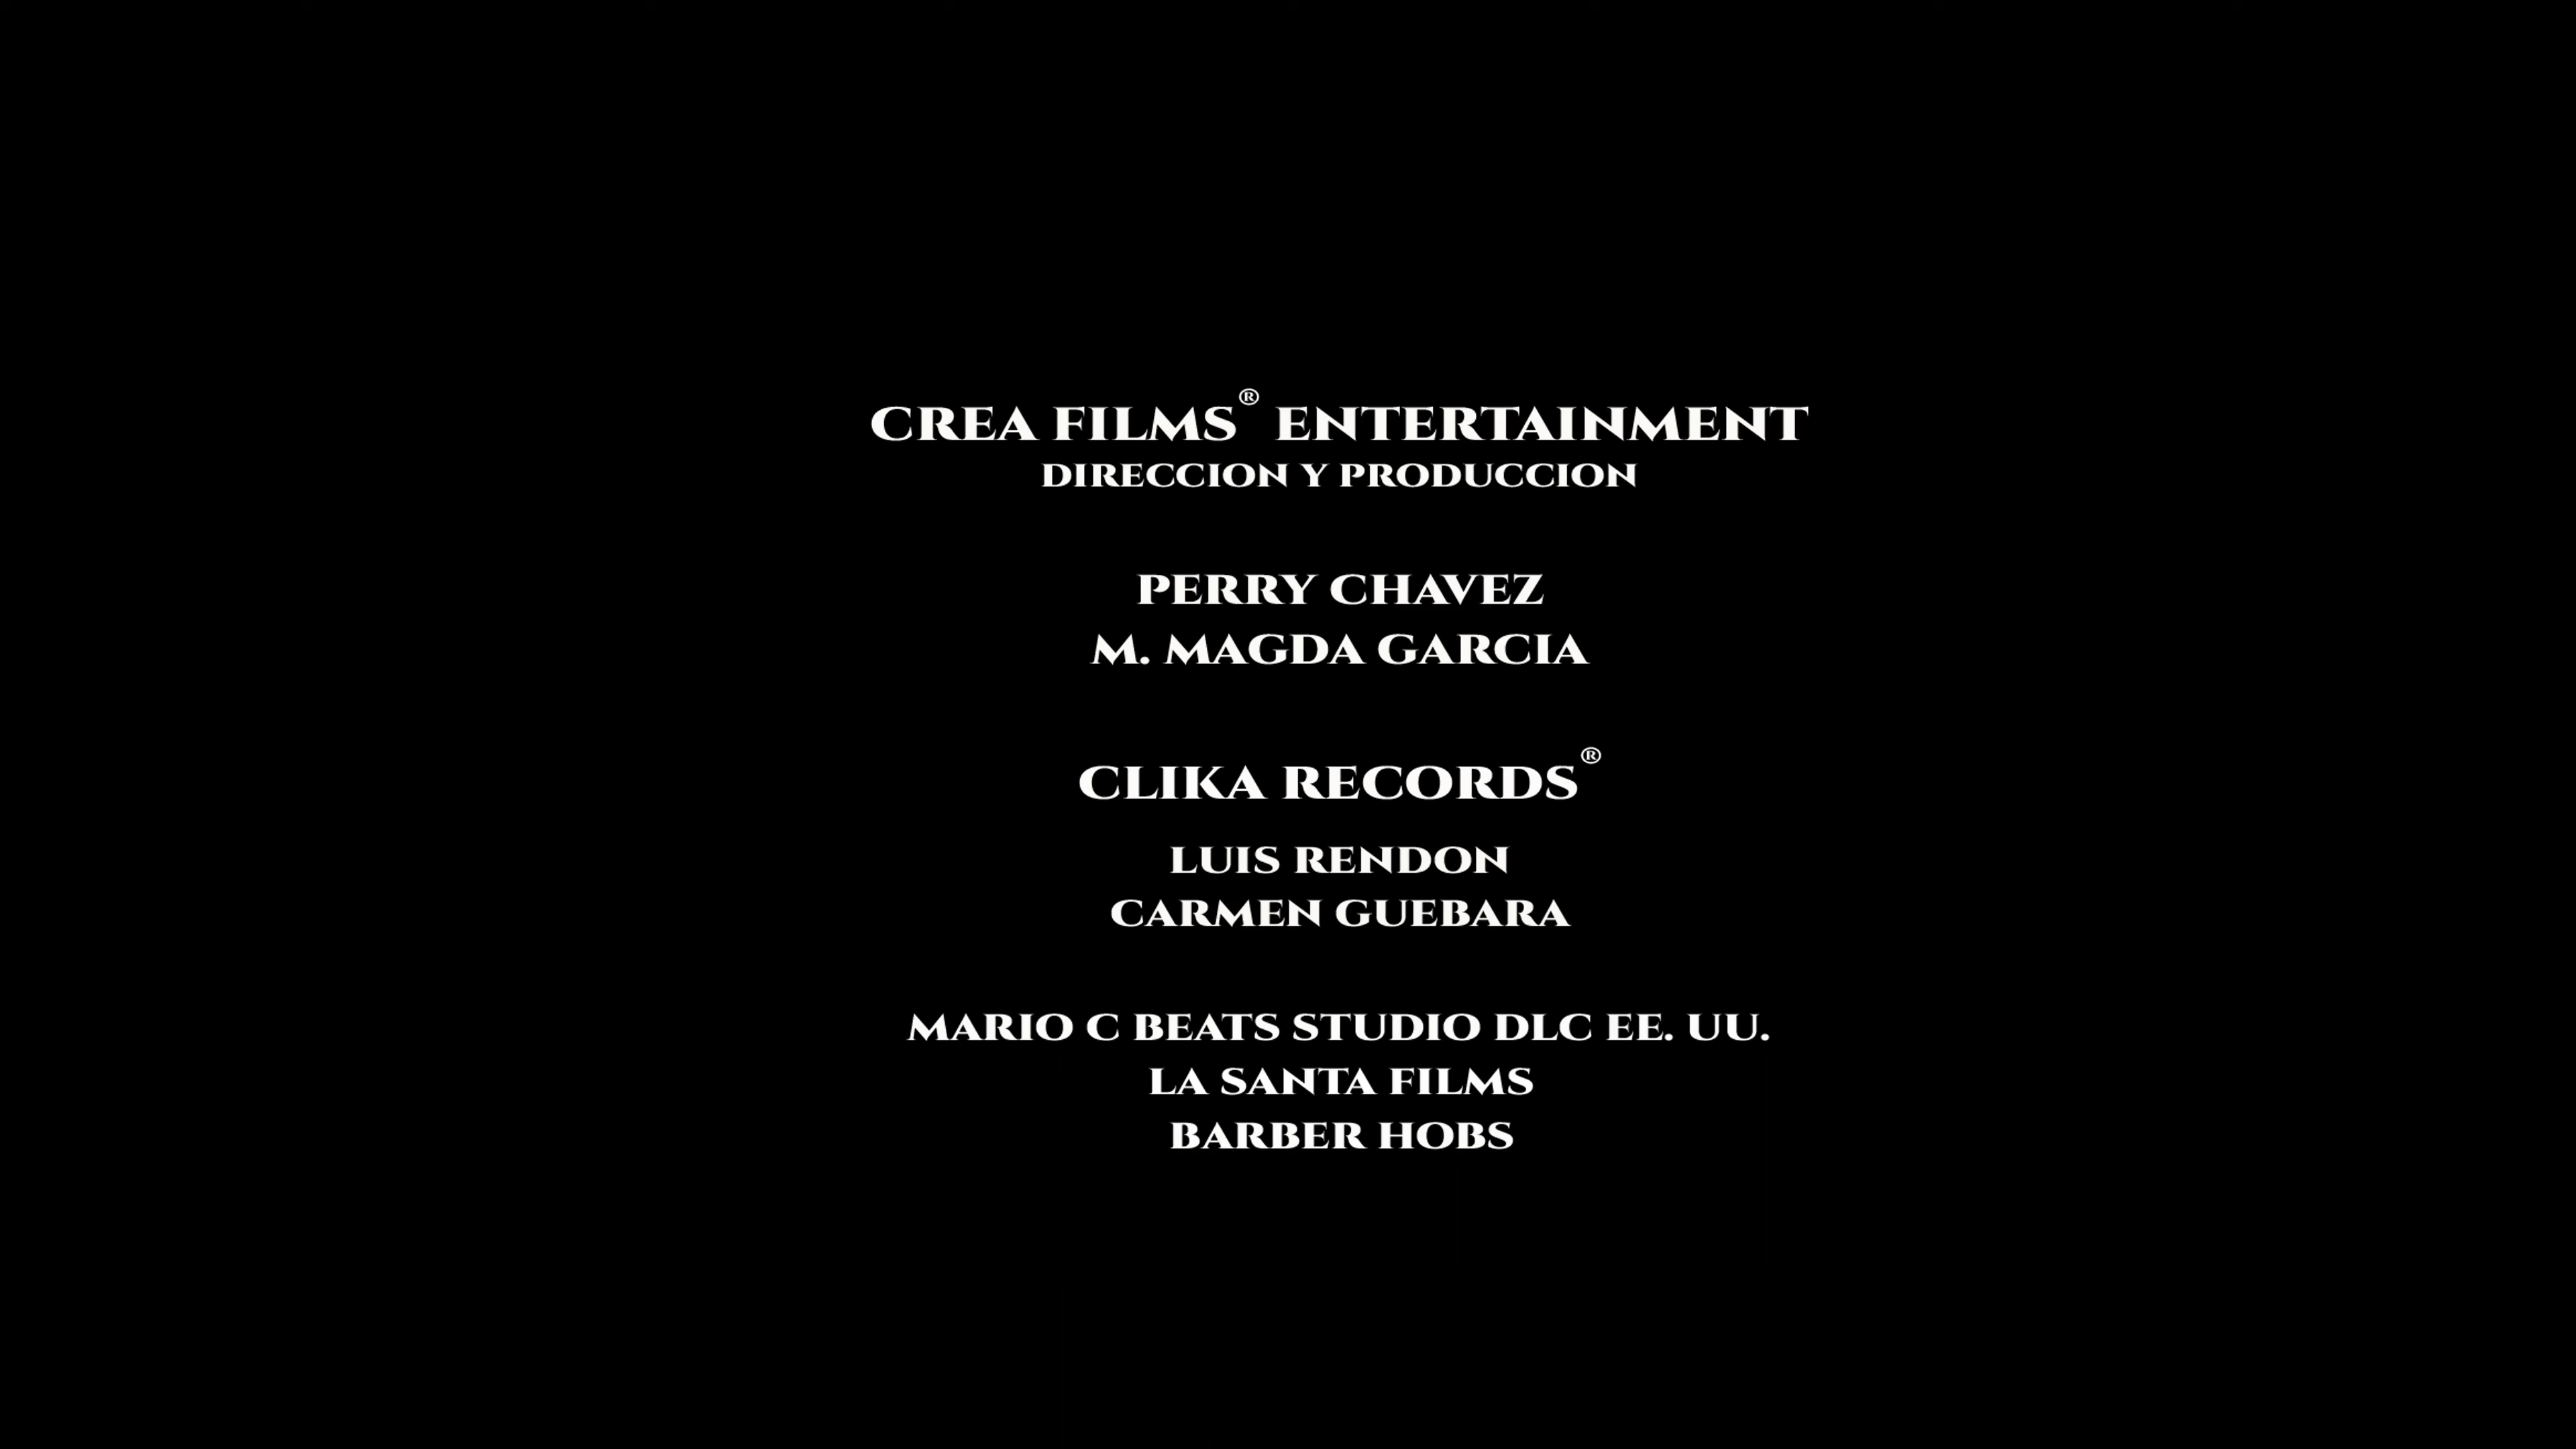 CREA FILMS® ENTERTAINMENT
DIRECCION Y PRODUCCION
PERRY CHAVEZ
M. MAGDA GARCIA
CLIKA RECORDS®
LUIS RENDON
CARMEN GUEBARA
MARIO C BEATS STUDIO DLC EE. UU.
LA SANTA FILMS
BARBER HOBS